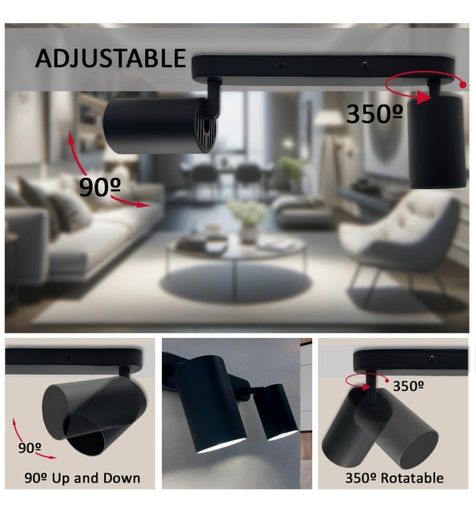 ADJUSTABLE
350º
90º
350º
90º
90º Up and Down
350º Rotatable